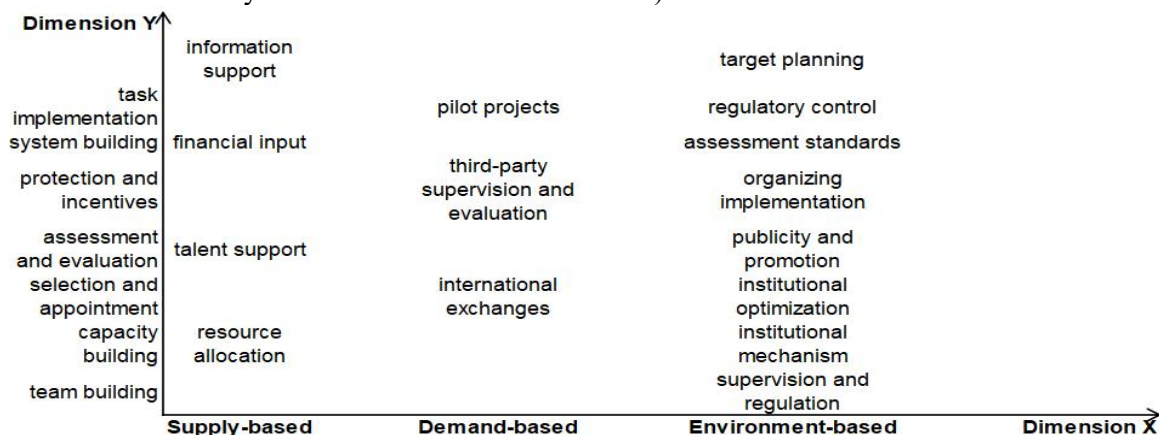 Dimension Y
information
support
target planning
task
implementation
pilot projects
regulatory control
system building
financial input
assessment standards
protection and
incentives
third-party
supervision and
evaluation
organizing
implementation
assessment
and evaluation
talent support
publicity and
promotion
selection and
appointment
international
exchanges
institutional
optimization
capacity
building
resource
allocation
institutional
mechanism
team building
supervision and
regulation
Supply-based
Demand-based
Environment-based
Dimension X